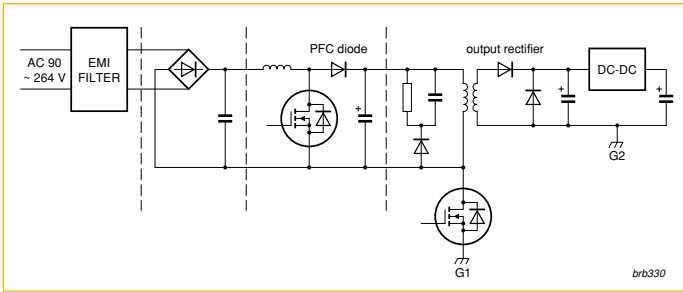 AC 90
~ 264 V
EMI
FILTER
PFC diode
+
output rectifier
+
DC-DC
+
G2
G1
brb330